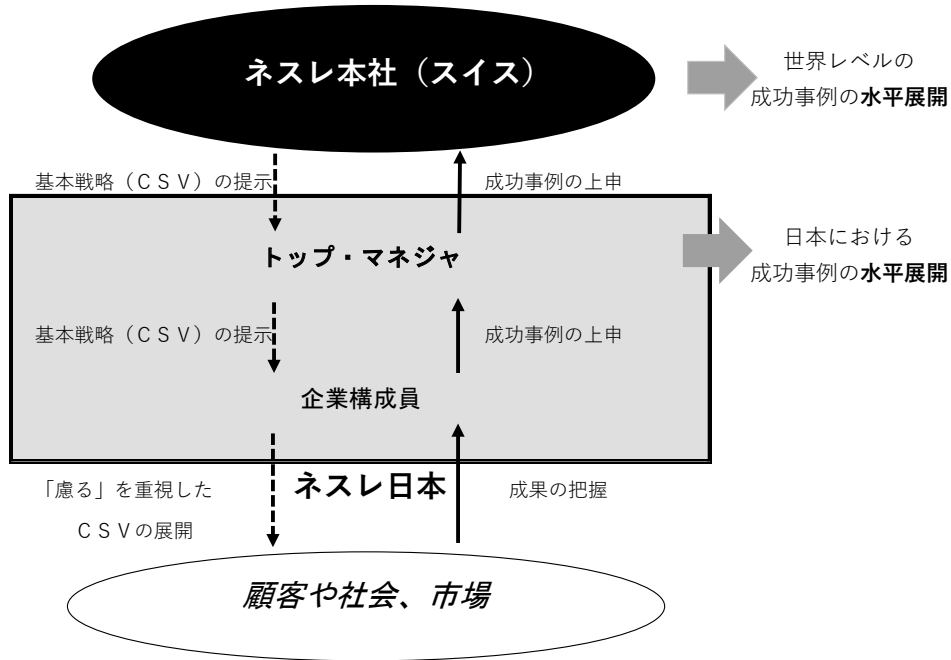 ネスレ本社（スイス）
世界レベルの
成功事例の水平展開
基本戦略（ＣＳＶ）の提示
成功事例の上申
トップ・マネジャ
日本における
成功事例の水平展開
基本戦略（ＣＳＶ）の提示
成功事例の上申
企業構成員
「慮る」を重視した
ＣＳＶの展開
ネスレ日本
成果の把握
顧客や社会、市場